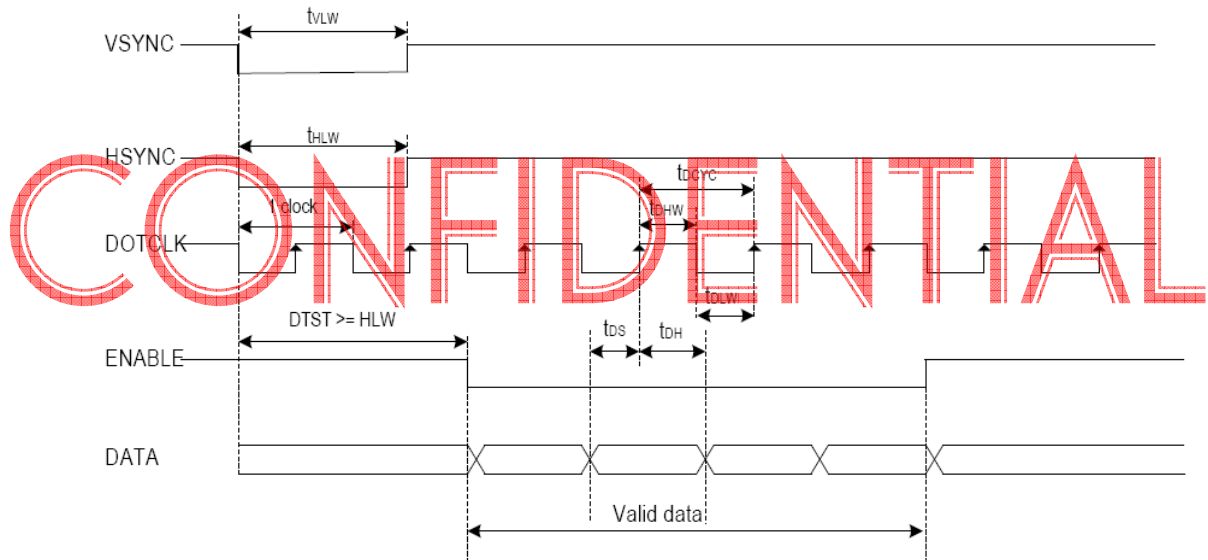 tVLW
VSYNC
tHLW
HSYNC
CONFIDENTIAL
tDCYC
1 clock
tDHW
DOTCLK
tDLW
DTST >= HLW
tDS
tDH
ENABLE
DATA
Valid data